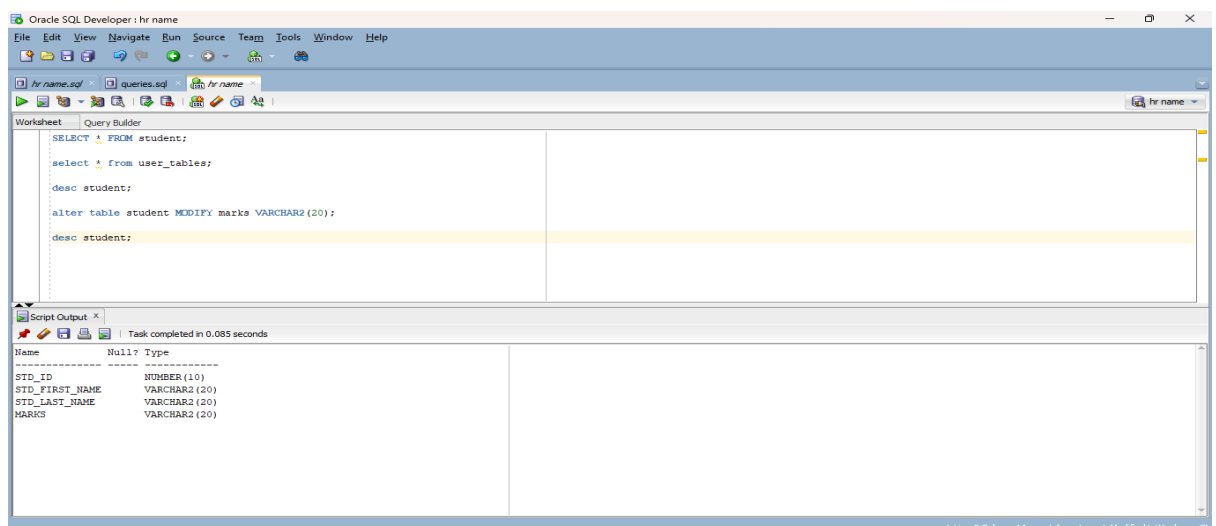 Oracle SQL Developer : hr name
File Edit View Navigate Run Source Team Tools Window Help
hr name.sql queries.sql hr name
hr name
Worksheet Query Builder
SELECT * FROM student;
select * from user_tables;
desc student;
alter table student MODIFY marks VARCHAR2(20);
desc student;
Script Output
Task completed in 0.085 seconds
Name Null? Type
-------------- ----- ------------
STD_ID NUMBER(10)
STD_FIRST_NAME VARCHAR2(20)
STD_LAST_NAME VARCHAR2(20)
MARKS VARCHAR2(20)